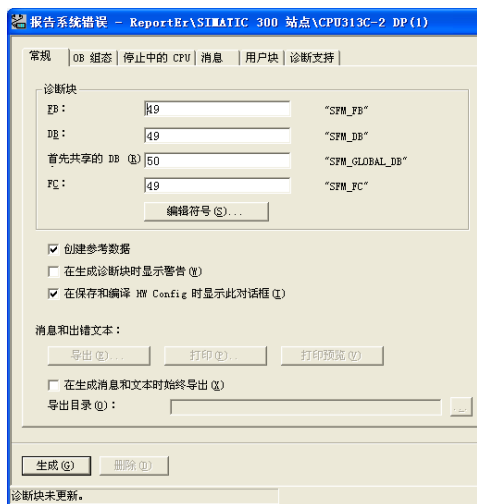 报告系统错误 - ReportEr\SIMATIC 300 站点\CPU313C-2 DP(1)
常规 OB 组态 停止中的 CPU 消息 用户块 诊断支持
诊断块
FB: 49 "SFM_FB"
DB: 49 "SFM_DB"
首先共享的 DB (R) 50 "SFM_GLOBAL_DB"
FC: 49 "SFM_FC"
编辑符号(S)...
创建参考数据
在生成诊断块时显示警告(W)
在保存和编译 HW Config 时显示此对话框(I)
消息和出错文本:
导出(E)... 打印(P)... 打印预览(V)
在生成消息和文本时始终导出(X)
导出目录(O): ...
生成(G) 删除(D)
诊断块未更新。